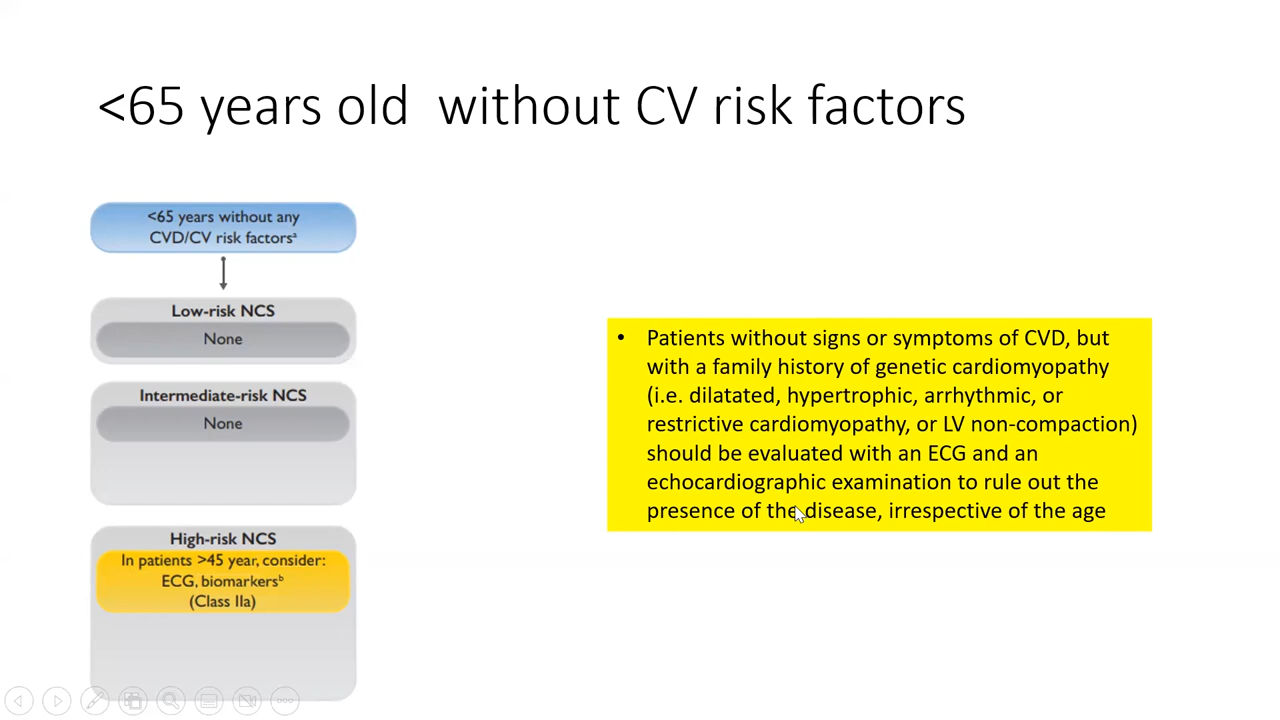 <65 years old  without CV risk factors
<65 years without any
CVD/CV risk factorsᵃ
Low-risk NCS
None
Intermediate-risk NCS
None
High-risk NCS
In patients >45 year, consider:
ECG, biomarkersᵇ
(Class IIa)
• Patients without signs or symptoms of CVD, but
with a family history of genetic cardiomyopathy
(i.e. dilatated, hypertrophic, arrhythmic, or
restrictive cardiomyopathy, or LV non-compaction)
should be evaluated with an ECG and an
echocardiographic examination to rule out the
presence of the disease, irrespective of the age